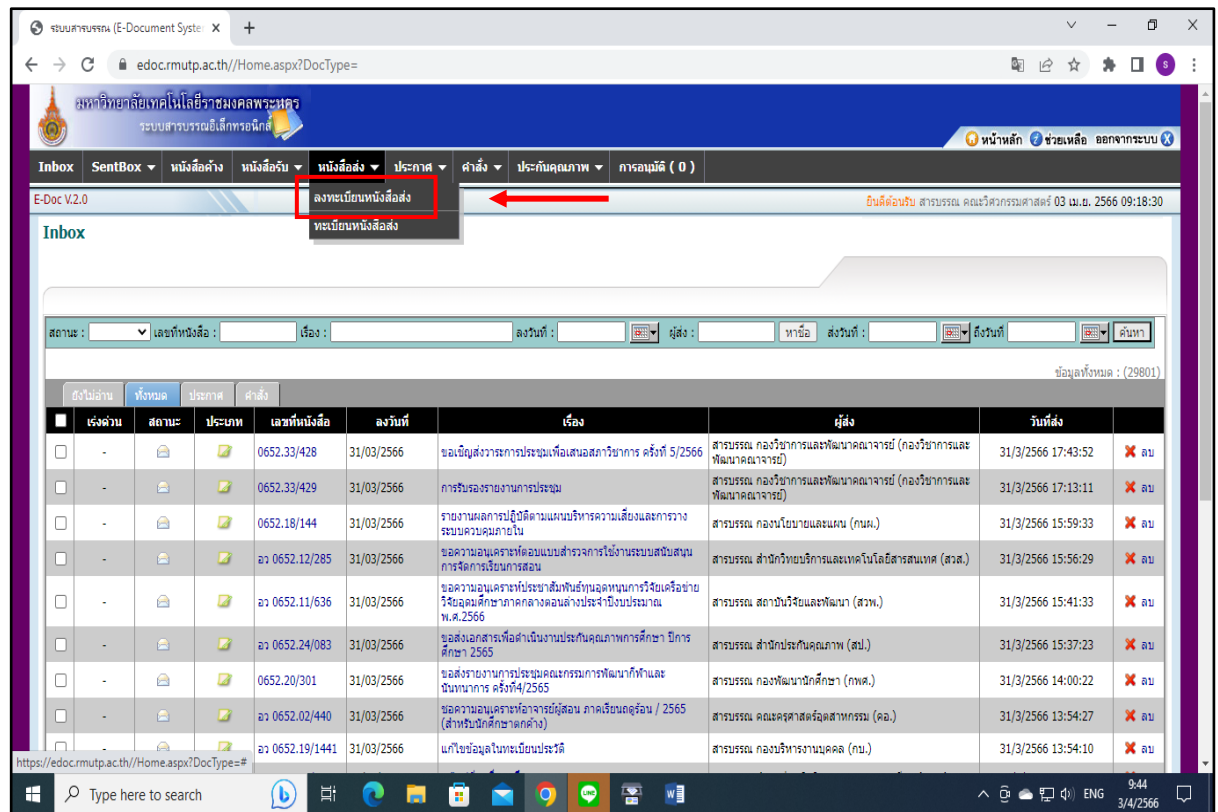 ระบบสารบรรณ (E-Document Syste
edoc.rmutp.ac.th//Home.aspx?DocType=
มหาวิทยาลัยเทคโนโลยีราชมงคลพระนคร
ระบบสารบรรณอิเล็กทรอนิกส์
หน้าหลัก ช่วยเหลือ ออกจากระบบ
Inbox SentBox หนังสือค้าง หนังสือรับ หนังสือส่ง ประกาศ คำสั่ง ประกันคุณภาพ การอนุมัติ ( 0 )
E-Doc V.2.0 ลงทะเบียนหนังสือส่ง ยินดีต้อนรับ สารบรรณ คณะวิศวกรรมศาสตร์ 03 เม.ย. 2566 09:18:30
ทะเบียนหนังสือส่ง
Inbox
สถานะ : เลขที่หนังสือ : เรื่อง : ลงวันที่ : ผู้ส่ง : หาชื่อ ส่งวันที่ : ถึงวันที่ ค้นหา
ข้อมูลทั้งหมด : (29801)
ยังไม่อ่าน ทั้งหมด ประกาศ คำสั่ง
เร่งด่วน สถานะ ประเภท เลขที่หนังสือ ลงวันที่ เรื่อง ผู้ส่ง วันที่ส่ง
- 0652.33/428 31/03/2566 ขอเชิญส่งวาระการประชุมเพื่อเสนอสภาวิชาการ ครั้งที่ 5/2566 สารบรรณ กองวิชาการและพัฒนาคณาจารย์ (กองวิชาการและ
พัฒนาคณาจารย์) 31/3/2566 17:43:52 ลบ
- 0652.33/429 31/03/2566 การรับรองรายงานการประชุม สารบรรณ กองวิชาการและพัฒนาคณาจารย์ (กองวิชาการและ
พัฒนาคณาจารย์) 31/3/2566 17:13:11 ลบ
- 0652.18/144 31/03/2566 รายงานผลการปฏิบัติตามแผนบริหารความเสี่ยงและการวาง
ระบบควบคุมภายใน สารบรรณ กองนโยบายและแผน (กนผ.) 31/3/2566 15:59:33 ลบ
- อว 0652.12/285 31/03/2566 ขอความอนุเคราะห์ตอบแบบสำรวจการใช้งานระบบสนับสนุน
การจัดการเรียนการสอน สารบรรณ สำนักวิทยบริการและเทคโนโลยีสารสนเทศ (สวส.) 31/3/2566 15:56:29 ลบ
- อว 0652.11/636 31/03/2566 ขอความอนุเคราะห์ประชาสัมพันธ์ทุนอุดหนุนการวิจัยเครือข่าย
วิจัยอุดมศึกษาภาคกลางตอนล่างประจำปีงบประมาณ
พ.ศ.2566 สารบรรณ สถาบันวิจัยและพัฒนา (สวพ.) 31/3/2566 15:41:33 ลบ
- อว 0652.24/083 31/03/2566 ขอส่งเอกสารเพื่อดำเนินงานประกันคุณภาพการศึกษา ปีการ
ศึกษา 2565 สารบรรณ สำนักประกันคุณภาพ (สป.) 31/3/2566 15:37:23 ลบ
- 0652.20/301 31/03/2566 ขอส่งรายงานการประชุมคณะกรรมการพัฒนากีฬาและ
นันทนาการ ครั้งที่4/2565 สารบรรณ กองพัฒนานักศึกษา (กพศ.) 31/3/2566 14:00:22 ลบ
- อว 0652.02/440 31/03/2566 ขอความอนุเคราะห์อาจารย์ผู้สอน ภาคเรียนฤดูร้อน / 2565
(สำหรับนักศึกษาตกค้าง) สารบรรณ คณะครุศาสตร์อุตสาหกรรม (คอ.) 31/3/2566 13:54:27 ลบ
- อว 0652.19/1441 31/03/2566 แก้ไขข้อมูลในทะเบียนประวัติ สารบรรณ กองบริหารงานบุคคล (กบ.) 31/3/2566 13:54:10 ลบ
https://edoc.rmutp.ac.th//Home.aspx?DocType=#
Type here to search ENG 9:44
3/4/2566